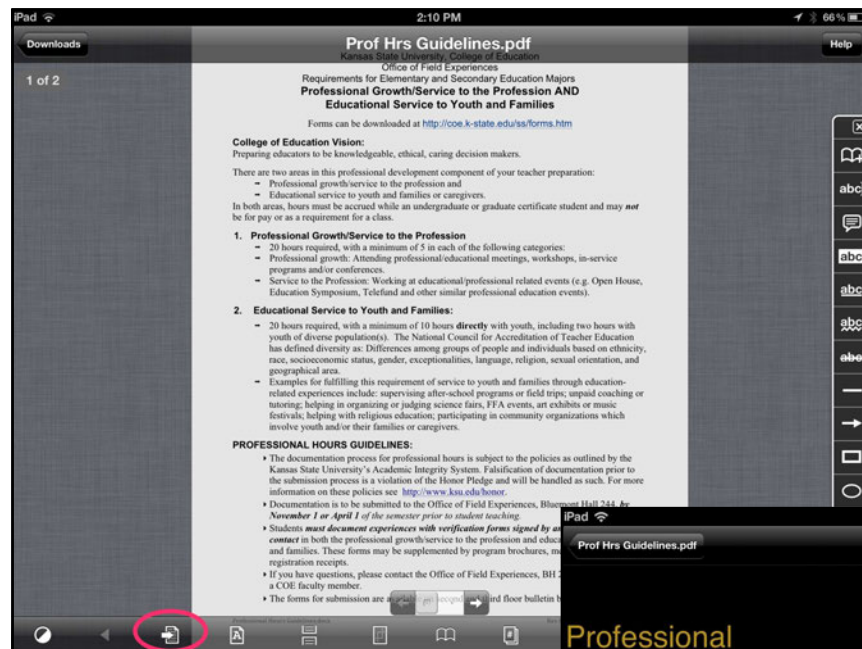 iPad 2:10 PM 66%
Downloads Prof Hrs Guidelines.pdf Help
1 of 2
Kansas State University, College of Education
Office of Field Experiences
Requirements for Elementary and Secondary Education Majors
Professional Growth/Service to the Profession AND
Educational Service to Youth and Families
Forms can be downloaded at http://coe.k-state.edu/ss/forms.htm
College of Education Vision:
Preparing educators to be knowledgeable, ethical, caring decision makers.
There are two areas in this professional development component of your teacher preparation:
- Professional growth/service to the profession and
- Educational service to youth and families or caregivers.
In both areas, hours must be accrued while an undergraduate or graduate certificate student and may not
be for pay or as a requirement for a class.
1. Professional Growth/Service to the Profession
- 20 hours required, with a minimum of 5 in each of the following categories:
- Professional growth: Attending professional/educational meetings, workshops, in-service
programs and/or conferences.
- Service to the Profession: Working at educational/professional related events (e.g. Open House,
Education Symposium, Telefund and other similar professional education events).
2. Educational Service to Youth and Families:
- 20 hours required, with a minimum of 10 hours directly with youth, including two hours with
youth of diverse population(s). The National Council for Accreditation of Teacher Education
has defined diversity as: Differences among groups of people and individuals based on ethnicity,
race, socioeconomic status, gender, exceptionalities, language, religion, sexual orientation, and
geographical area.
- Examples for fulfilling this requirement of service to youth and families through education-
related experiences include: supervising after-school programs or field trips; unpaid coaching or
tutoring; helping in organizing or judging science fairs, FFA events, art exhibits or music
festivals; helping with religious education; participating in community organizations which
involve youth and/or their families or caregivers.
PROFESSIONAL HOURS GUIDELINES:
The documentation process for professional hours is subject to the policies as outlined by the
Kansas State University's Academic Integrity System. Falsification of documentation prior to
the submission process is a violation of the Honor Pledge and will be handled as such. For more
information on these policies see http://www.ksu.edu/honor.
Documentation is to be submitted to the Office of Field Experiences, Bluemont Hall 244, by
November 1 or April 1 of the semester prior to student teaching.
Students must document experiences with verification forms signed by
contact in both the professional growth/service to the profession and
and families. These forms may be supplemented by program brochures,
registration receipts.
If you have questions, please contact the Office of Field Experiences, BH
a COE faculty member.
The forms for submission are second third floor bulletin
abc
abc
abc
abc
abc
iPad
Prof Hrs Guidelines.pdf
Professional